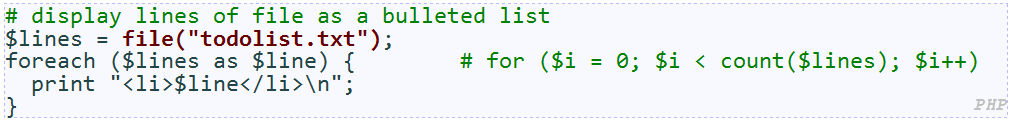 # display lines of file as a bulleted list
$lines = file("todolist.txt");
foreach ($lines as $line) {        # for ($i = 0; $i < count($lines); $i++)
  print "<li>$line</li>\n";
}
PHP